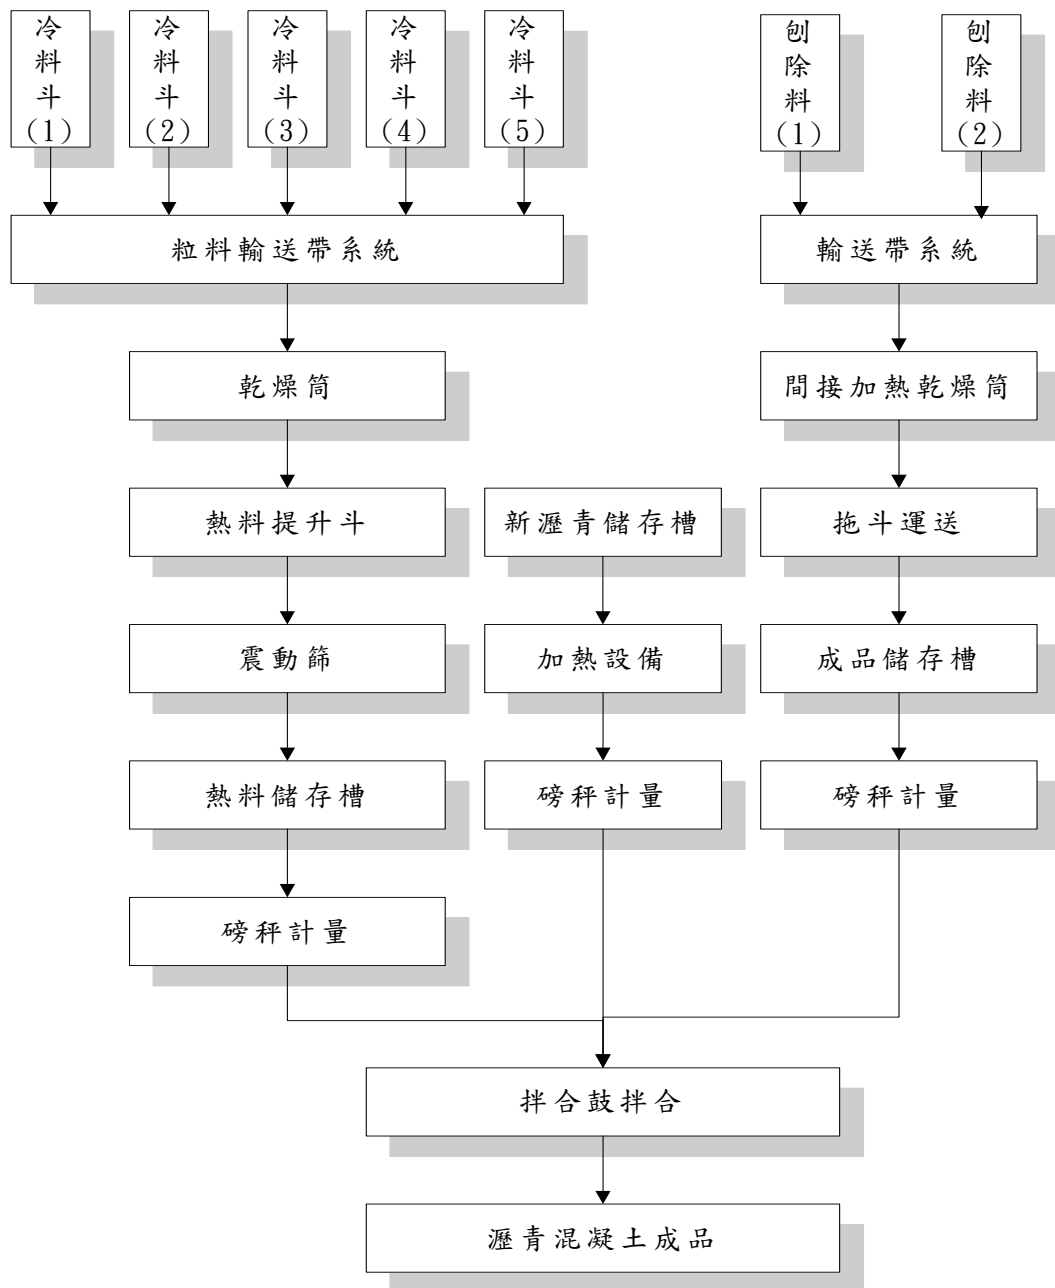 冷料斗(1)
冷料斗(2)
冷料斗(3)
冷料斗(4)
冷料斗(5)
刨除料(1)
刨除料(2)
粒料輸送帶系統
輸送帶系統
乾燥筒
間接加熱乾燥筒
熱料提升斗
新瀝青儲存槽
拖斗運送
震動篩
加熱設備
成品儲存槽
熱料儲存槽
磅秤計量
磅秤計量
磅秤計量
拌合鼓拌合
瀝青混凝土成品